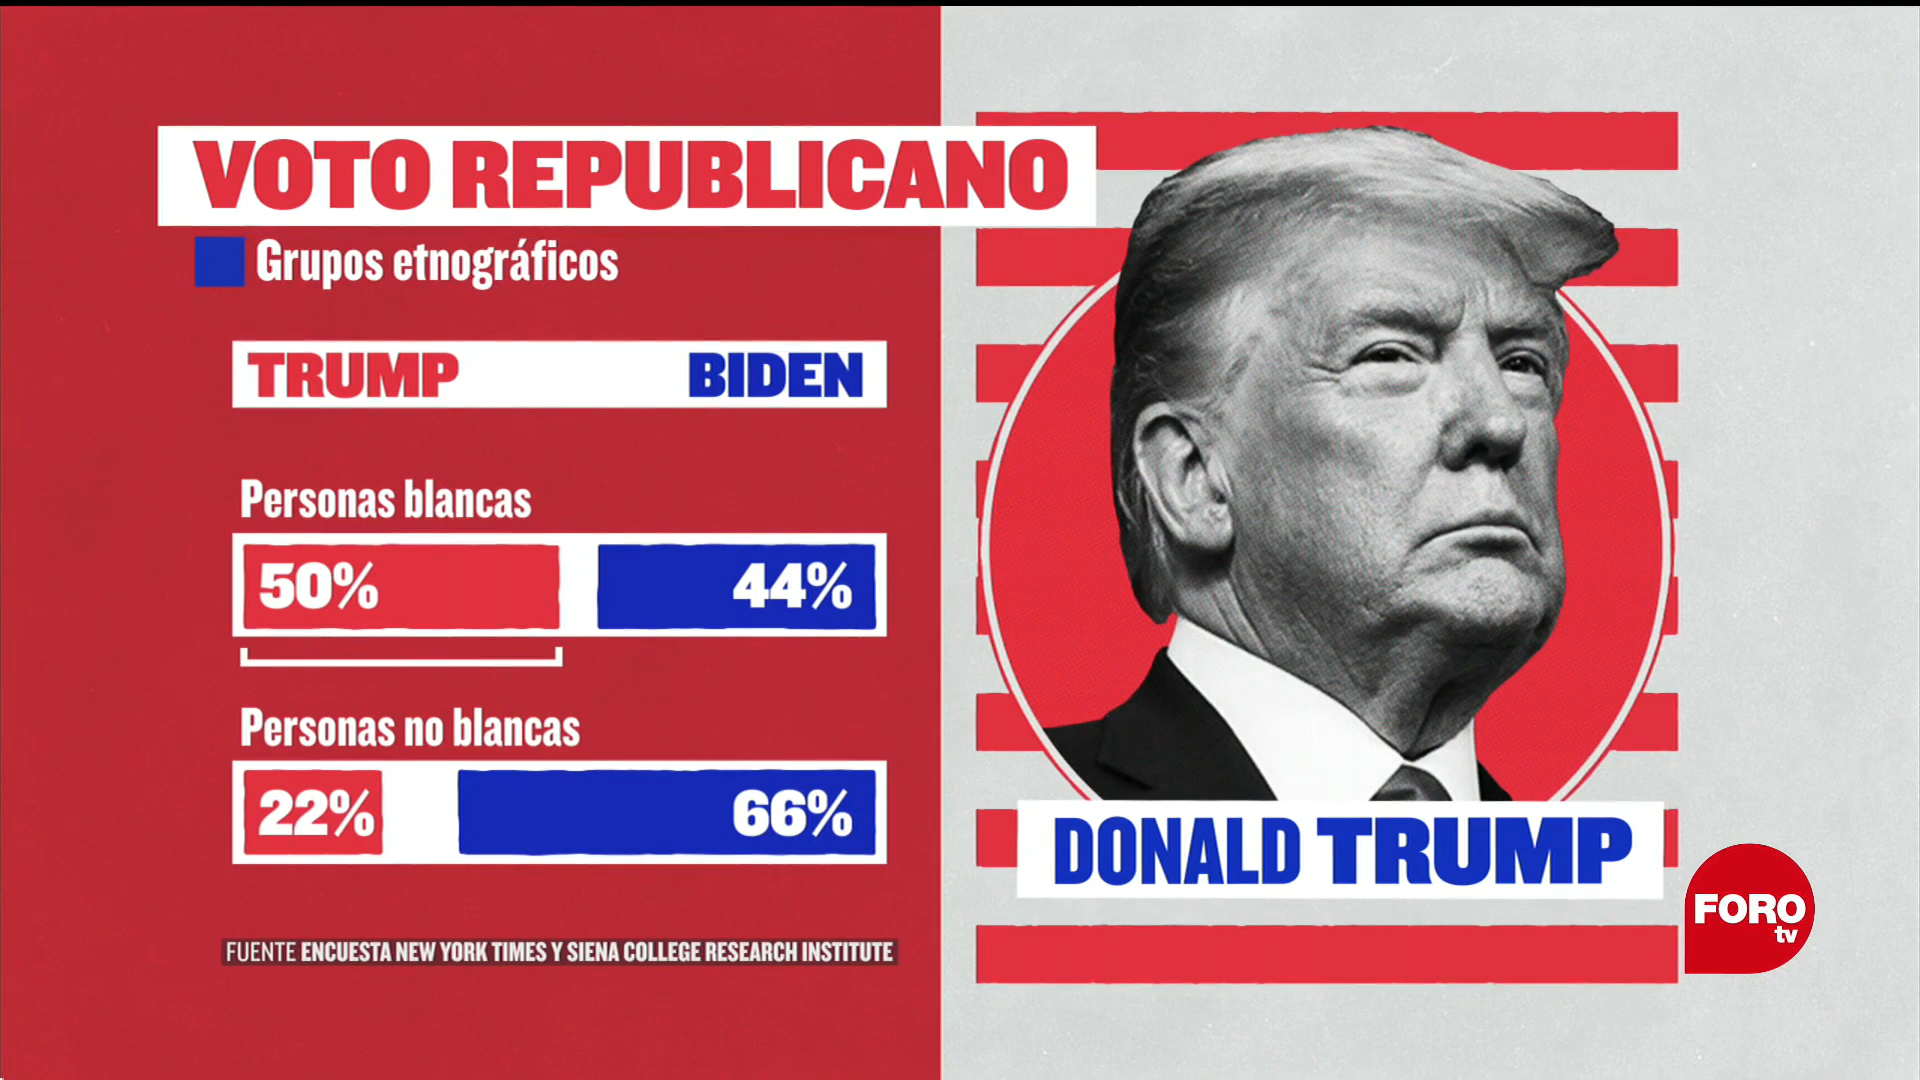 VOTO REPUBLICANO
Grupos etnográficos
TRUMP BIDEN
Personas blancas
50% 44%
Personas no blancas
22% 66%
FUENTE ENCUESTA NEW YORK TIMES Y SIENA COLLEGE RESEARCH INSTITUTE
DONALD TRUMP
FORO
tv